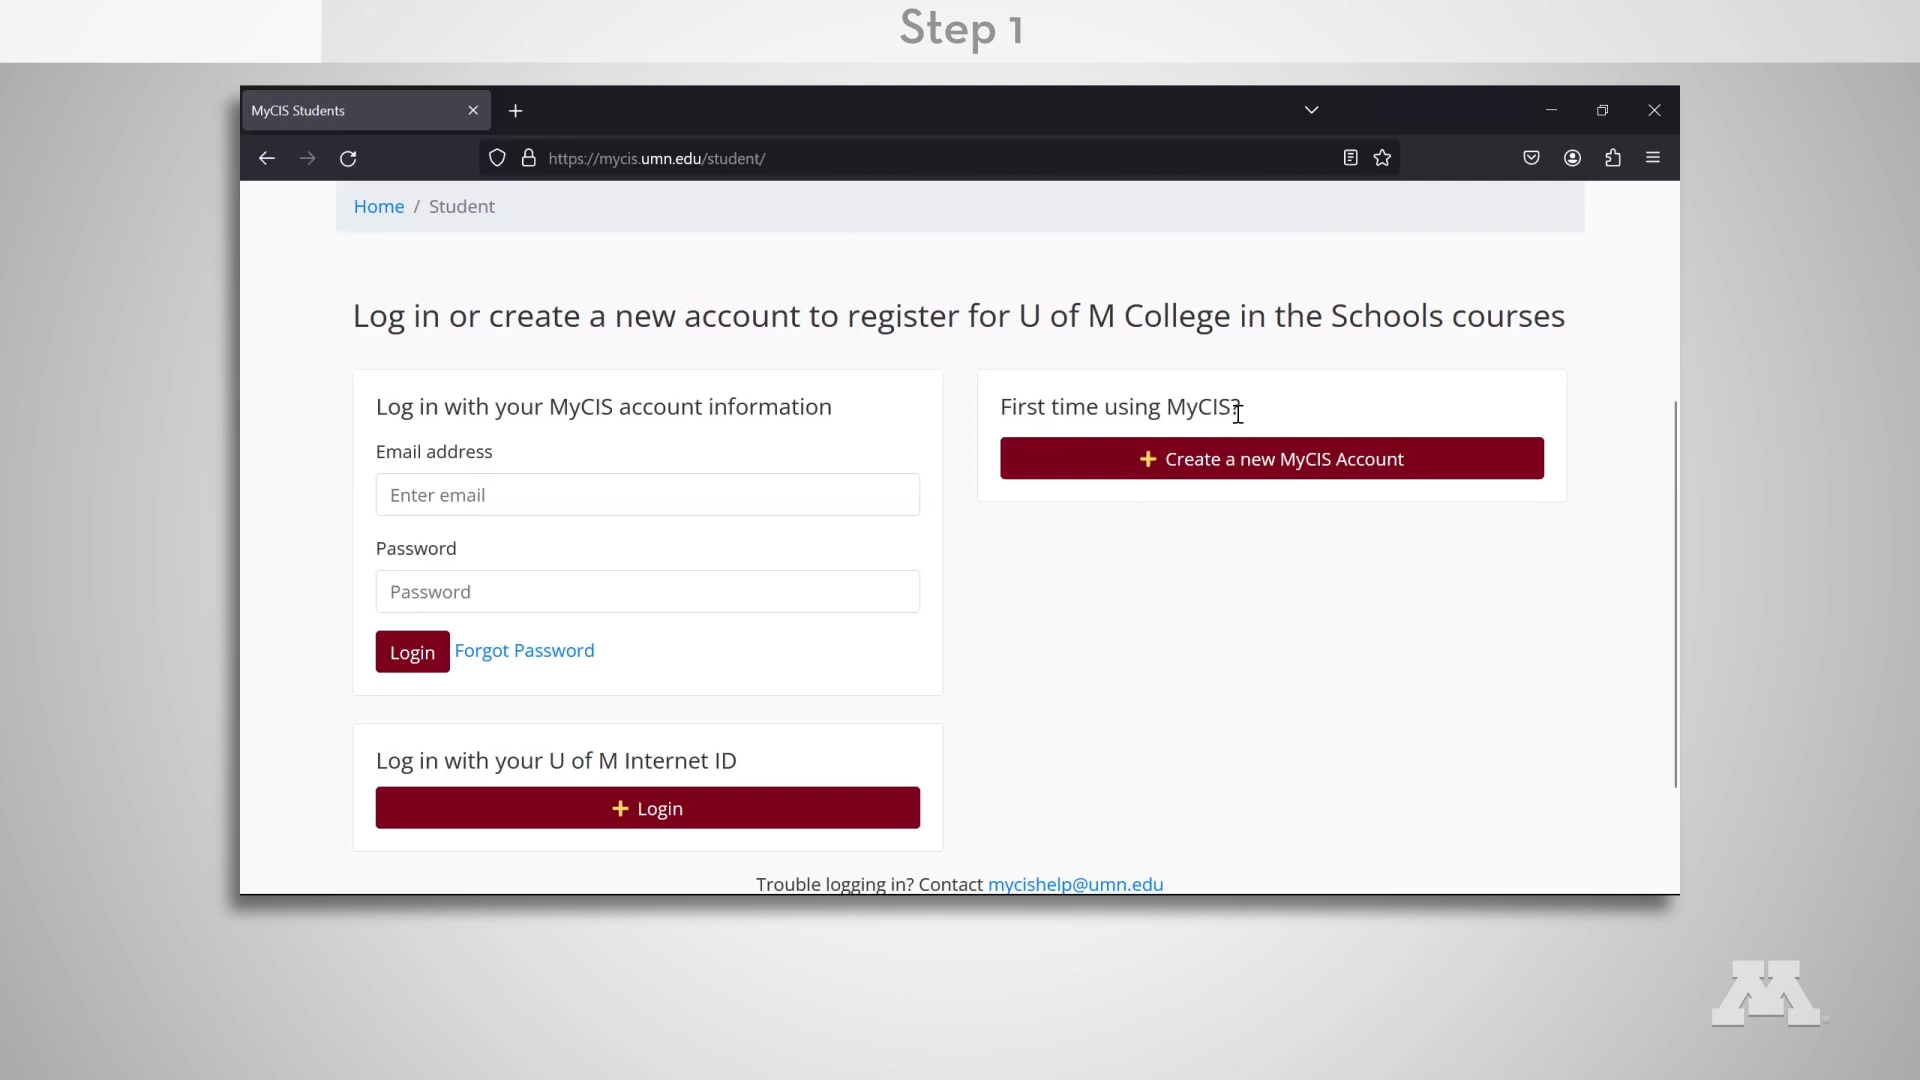 Step 1
MyCIS Students
https://mycis.umn.edu/student/
Home / Student
Log in or create a new account to register for U of M College in the Schools courses
Log in with your MyCIS account information
Email address
Enter email
Password
Password
Login Forgot Password
First time using MyCIS?
Create a new MyCIS Account
Log in with your U of M Internet ID
Login
Trouble logging in? Contact mycishelp@umn.edu
M